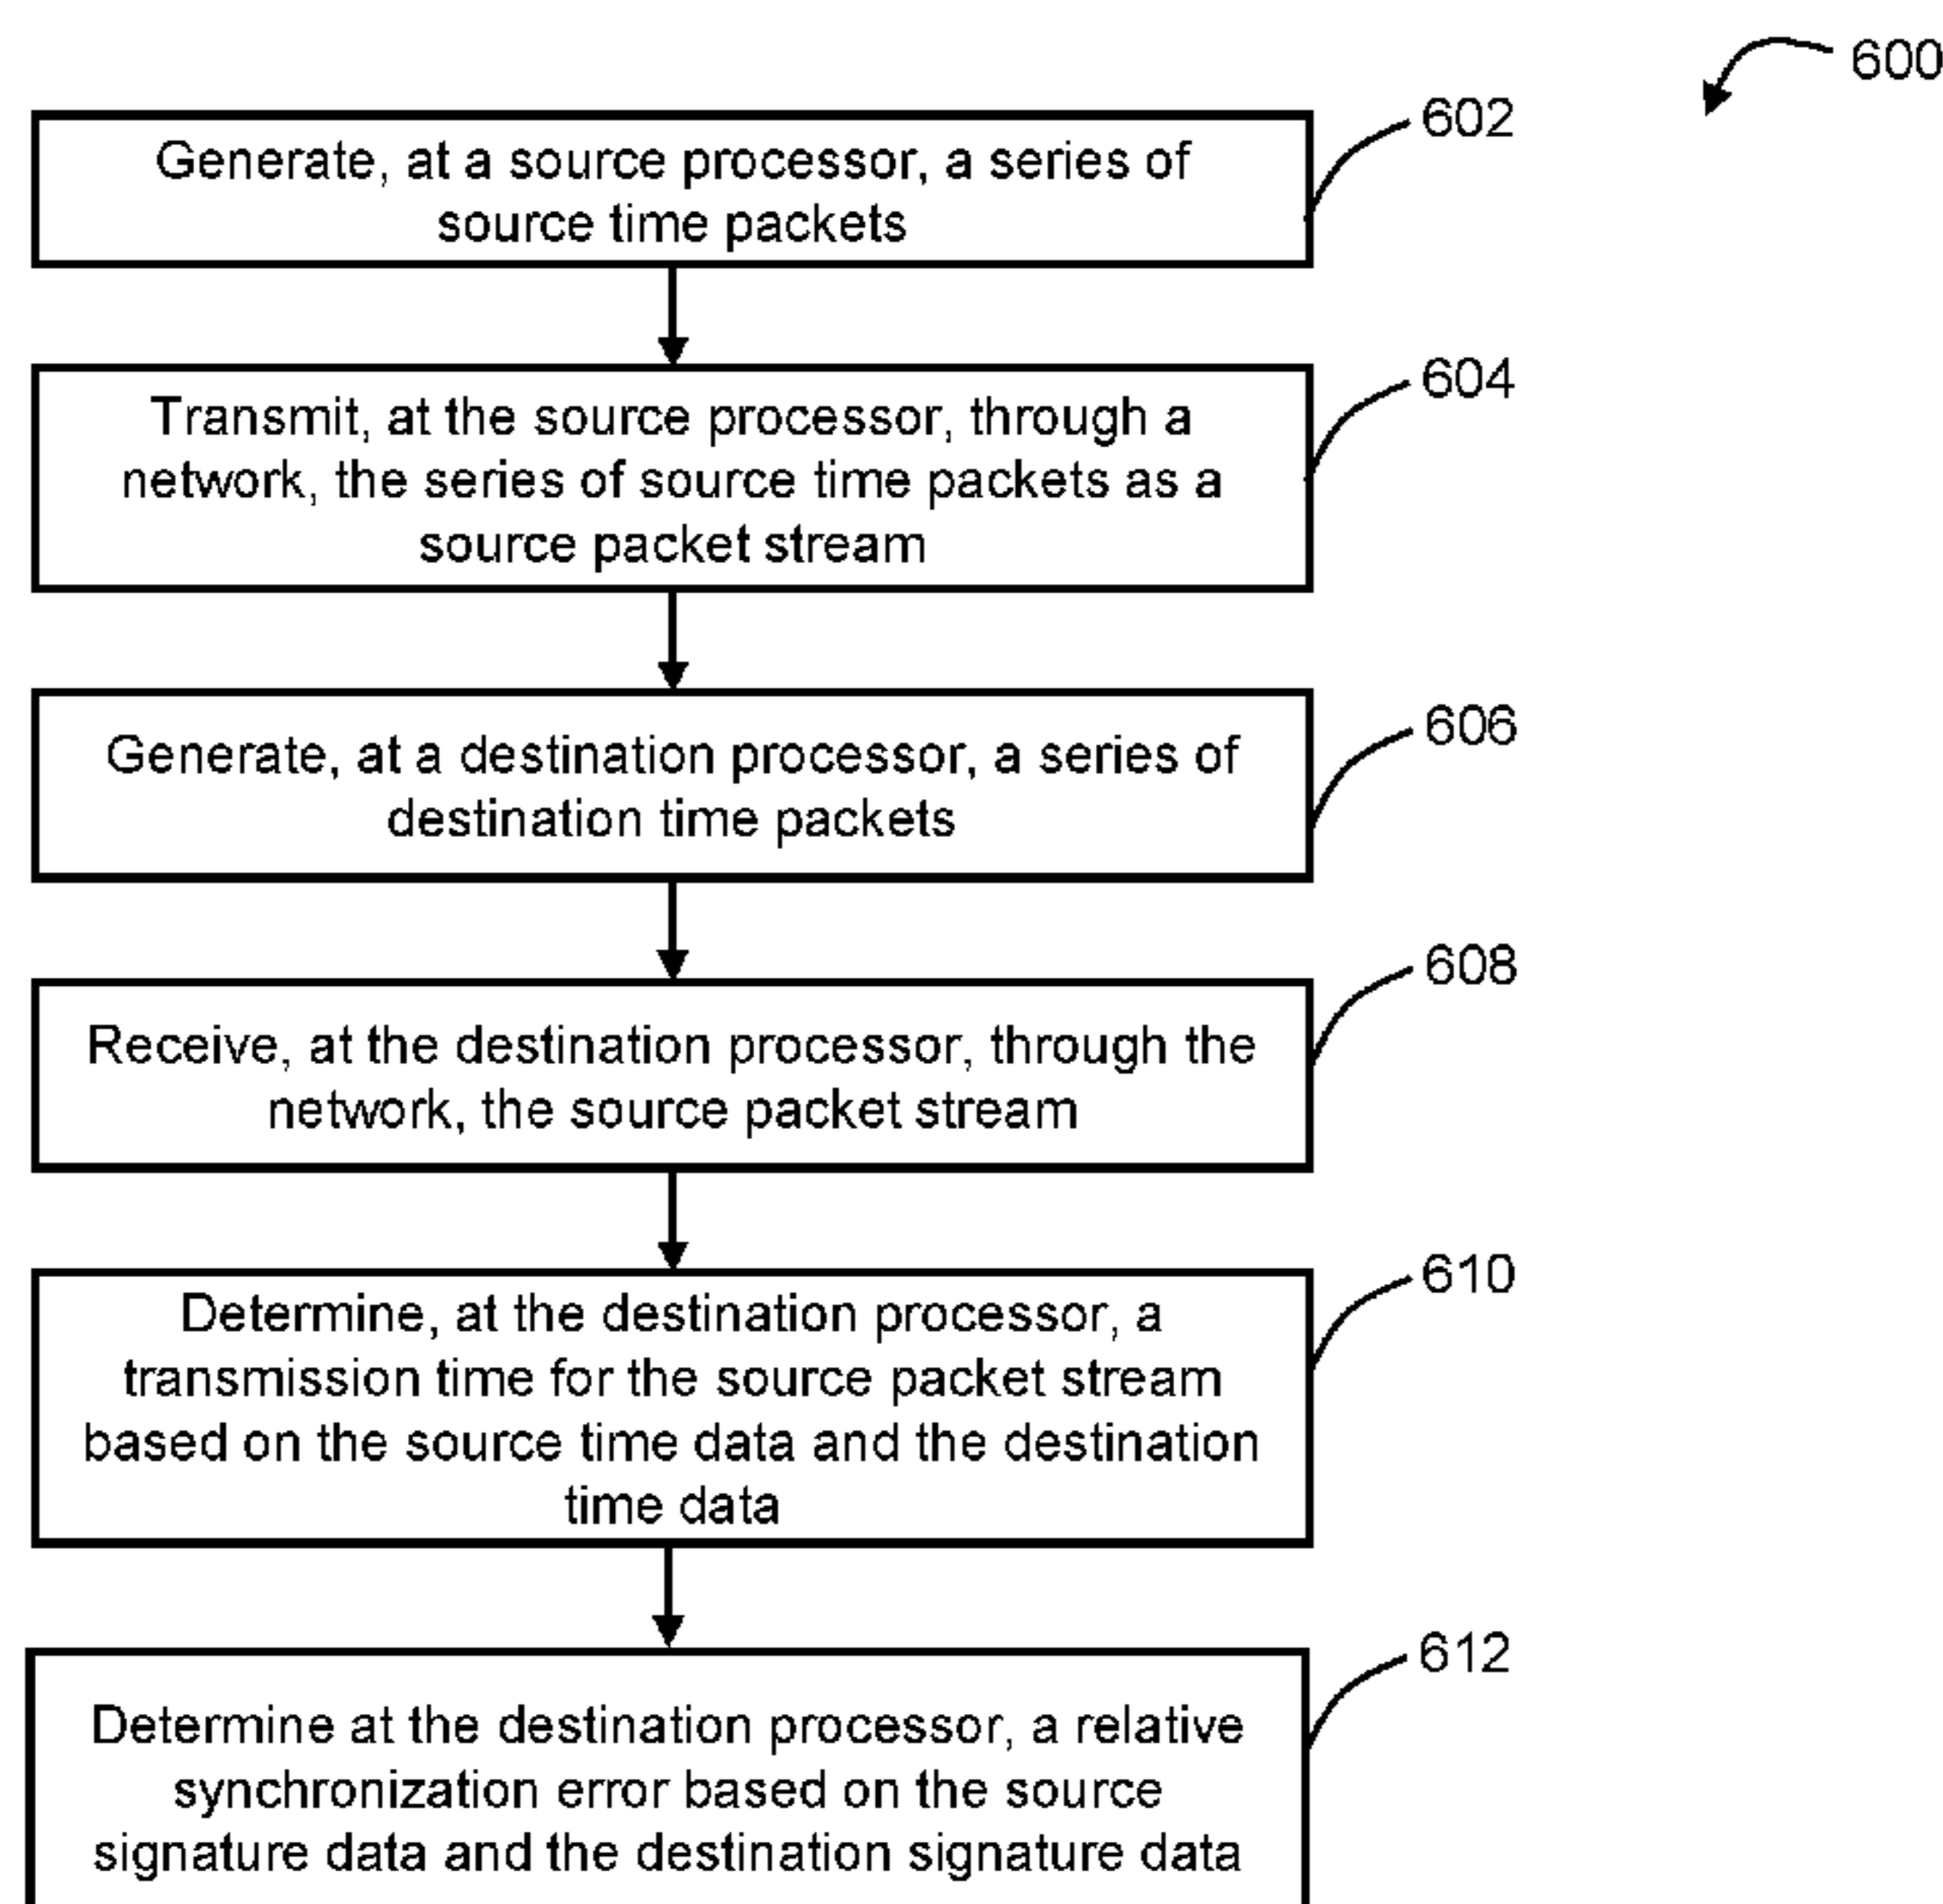 600
602
Generate, at a source processor, a series of
source time packets
604
Transmit, at the source processor, through a
network, the series of source time packets as a
source packet stream
606
Generate, at a destination processor, a series of
destination time packets
608
Receive, at the destination processor, through the
network, the source packet stream
610
Determine, at the destination processor, a
transmission time for the source packet stream
based on the source time data and the destination
time data
612
Determine at the destination processor, a relative
synchronization error based on the source
signature data and the destination signature data